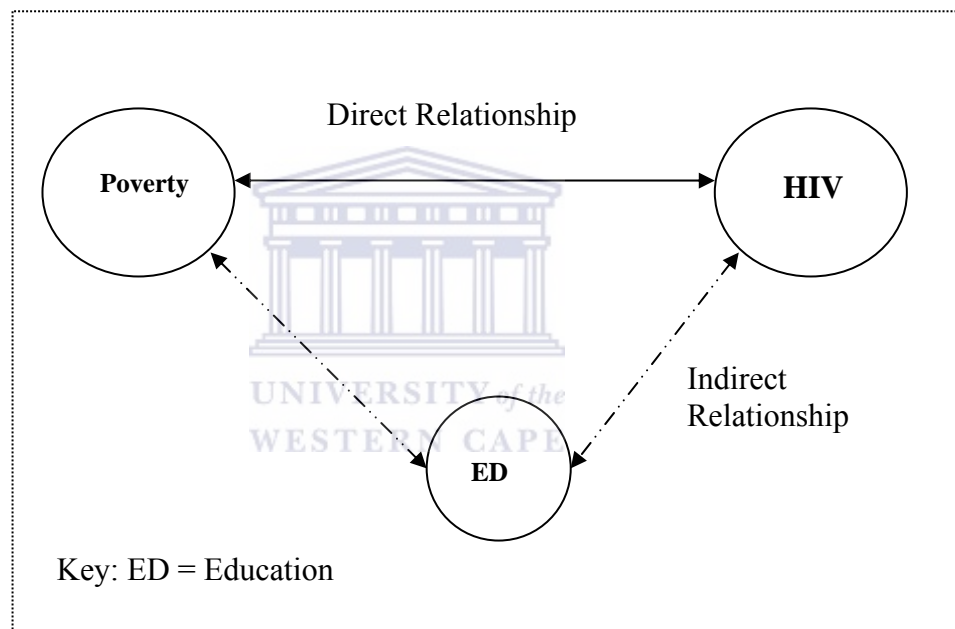 Direct Relationship
Poverty
HIV
UNIVERSITY of the
WESTERN CAPE
Indirect
Relationship
ED
Key: ED = Education